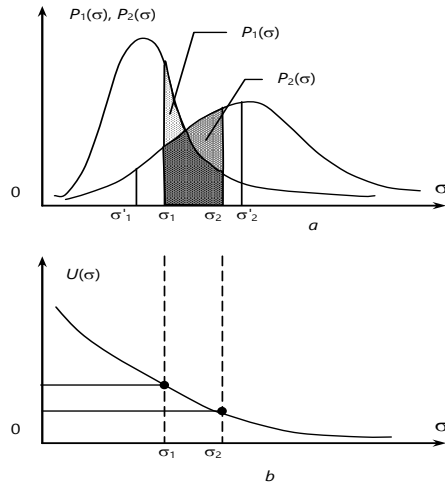 P₁(σ), P₂(σ)
P₁(σ)
P₂(σ)
0
σ
σ'₁ σ₁ σ₂ σ'₂
a
U(σ)
0
σ
σ₁ σ₂
b